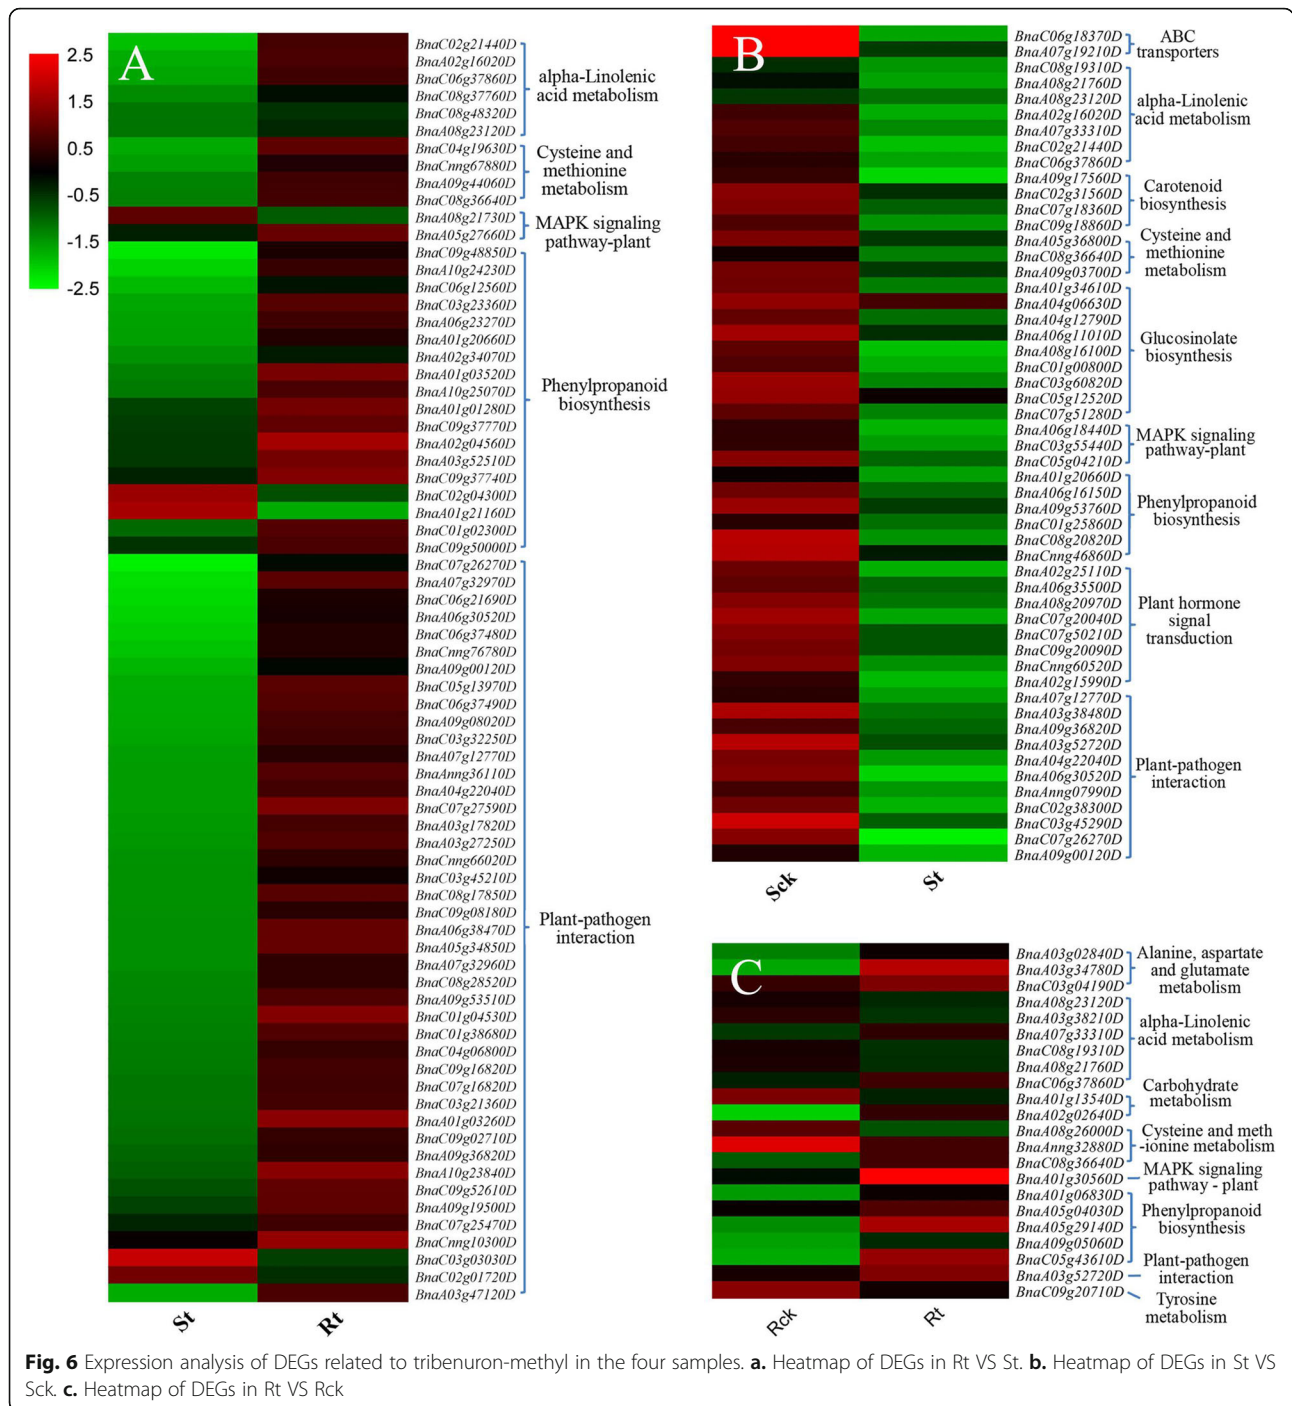 2.5
1.5
0.5
-0.5
-1.5
-2.5
A
BnaC02g21440D
BnaA02g16020D
BnaC06g37860D
BnaC08g37760D
BnaC08g48320D
BnaA08g23120D
alpha-Linolenic
acid metabolism
BnaC04g19630D
BnaCnng67880D
BnaA09g44060D
BnaC08g36640D
Cysteine and
methionine
metabolism
BnaA08g21730D
BnaA05g27660D
MAPK signaling
pathway-plant
BnaC09g48850D
BnaA10g24230D
BnaC06g12560D
BnaC03g23360D
BnaA06g23270D
BnaA01g20660D
BnaA02g34070D
BnaA01g03520D
BnaA10g25070D
BnaA01g01280D
BnaC09g37770D
BnaA02g04560D
BnaA03g52510D
BnaC09g37740D
BnaC02g04300D
BnaA01g21160D
BnaC01g02300D
BnaC09g50000D
Phenylpropanoid
biosynthesis
BnaC07g26270D
BnaA07g32970D
BnaC06g21690D
BnaA06g30520D
BnaC06g37480D
BnaCnng76780D
BnaA09g00120D
BnaC05g13970D
BnaC06g37490D
BnaA09g08020D
BnaC03g32250D
BnaA07g12770D
BnaAnng36110D
BnaA04g22040D
BnaC07g27590D
BnaA03g17820D
BnaA03g27250D
BnaCnng66020D
BnaC03g45210D
BnaC08g17850D
BnaC09g08180D
BnaA06g38470D
BnaA05g34850D
BnaA07g32960D
BnaC08g28520D
BnaA09g53510D
BnaC01g04530D
BnaC01g38680D
BnaC04g06800D
BnaC09g16820D
BnaC07g16820D
BnaC03g21360D
BnaA01g03260D
BnaC09g02710D
BnaA09g36820D
BnaA10g23840D
BnaC09g52610D
BnaA09g19500D
BnaC07g25470D
BnaCnng10300D
BnaC03g03030D
BnaC02g01720D
BnaA03g47120D
Plant-pathogen
interaction
St
Rt
B
BnaC06g18370D
BnaA07g19210D
ABC
transporters
BnaC08g19310D
BnaA08g21760D
BnaA08g23120D
BnaA02g16020D
BnaA07g33310D
BnaC02g21440D
BnaC06g37860D
alpha-Linolenic
acid metabolism
BnaA09g17560D
BnaC02g31560D
BnaC07g18360D
BnaC09g18860D
Carotenoid
biosynthesis
BnaA05g36800D
BnaC08g36640D
BnaA09g03700D
Cysteine and
methionine
metabolism
BnaA01g34610D
BnaA04g06630D
BnaA04g12790D
BnaA06g11010D
BnaA08g16100D
BnaC01g00800D
BnaC03g60820D
BnaC05g12520D
BnaC07g51280D
Glucosinolate
biosynthesis
BnaA06g18440D
BnaC03g55440D
BnaC05g04210D
MAPK signaling
pathway-plant
BnaA01g20660D
BnaA06g16150D
BnaA09g53760D
BnaC01g25860D
BnaC08g20820D
BnaCnng46860D
Phenylpropanoid
biosynthesis
BnaA02g25110D
BnaA06g35500D
BnaA08g20970D
BnaC07g20040D
BnaC07g50210D
BnaC09g20090D
BnaCnng60520D
BnaA02g15990D
Plant hormone
signal
transduction
BnaA07g12770D
BnaA03g38480D
BnaA09g36820D
BnaA03g52720D
BnaA04g22040D
BnaA06g30520D
BnaAnng07990D
BnaC02g38300D
BnaC03g45290D
BnaC07g26270D
BnaA09g00120D
Plant-pathogen
interaction
Sck
St
C
BnaA03g02840D
BnaA03g34780D
BnaC03g04190D
Alanine, aspartate
and glutamate
metabolism
BnaA08g23120D
BnaA03g38210D
BnaA07g33310D
BnaC08g19310D
BnaA08g21760D
BnaC06g37860D
alpha-Linolenic
acid metabolism
BnaA01g13540D
BnaA02g02640D
Carbohydrate
metabolism
BnaA08g26000D
BnaAnng32880D
BnaC08g36640D
Cysteine and meth
-ionine metabolism
BnaA01g30560D
MAPK signaling
pathway - plant
BnaA01g06830D
BnaA05g04030D
BnaA05g29140D
BnaA09g05060D
BnaC05g43610D
Phenylpropanoid
biosynthesis
BnaA03g52720D
Plant-pathogen
interaction
BnaC09g20710D
Tyrosine
metabolism
Rck
Rt
Fig. 6 Expression analysis of DEGs related to tribenuron-methyl in the four samples. a. Heatmap of DEGs in Rt VS St. b. Heatmap of DEGs in St VS
Sck. c. Heatmap of DEGs in Rt VS Rck